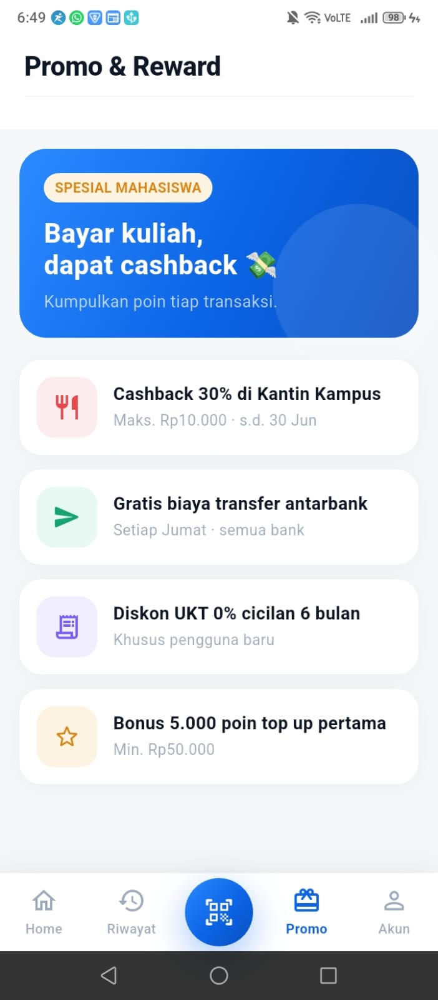 6:49
VoLTE
98
Promo & Reward
SPESIAL MAHASISWA
Bayar kuliah,
dapat cashback 💸
Kumpulkan poin tiap transaksi.
Cashback 30% di Kantin Kampus
Maks. Rp10.000 · s.d. 30 Jun
Gratis biaya transfer antarbank
Setiap Jumat · semua bank
Diskon UKT 0% cicilan 6 bulan
Khusus pengguna baru
Bonus 5.000 poin top up pertama
Min. Rp50.000
Home
Riwayat
Promo
Akun